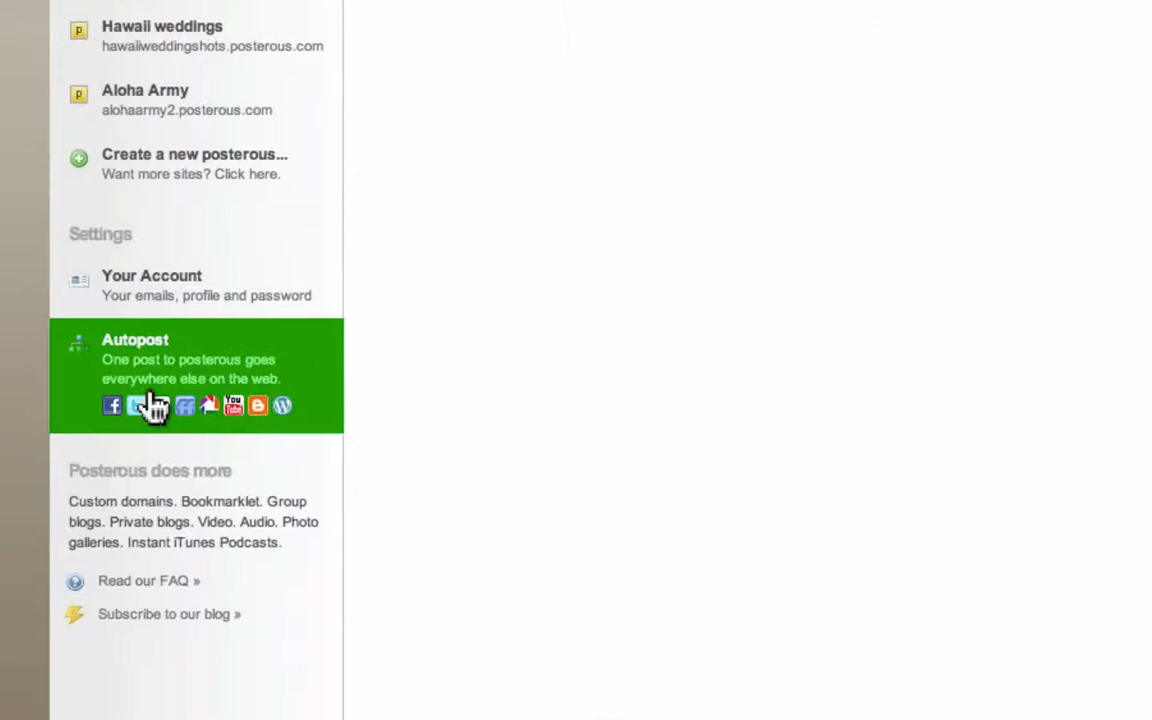 Hawaii weddings
hawaiiweddingshots.posterous.com
Aloha Army
alohaarmy2.posterous.com
Create a new posterous...
Want more sites? Click here.
Settings
Your Account
Your emails, profile and password
Autopost
One post to posterous goes
everywhere else on the web.
Posterous does more
Custom domains. Bookmarklet. Group
blogs. Private blogs. Video. Audio. Photo
galleries. Instant iTunes Podcasts.
Read our FAQ »
Subscribe to our blog »